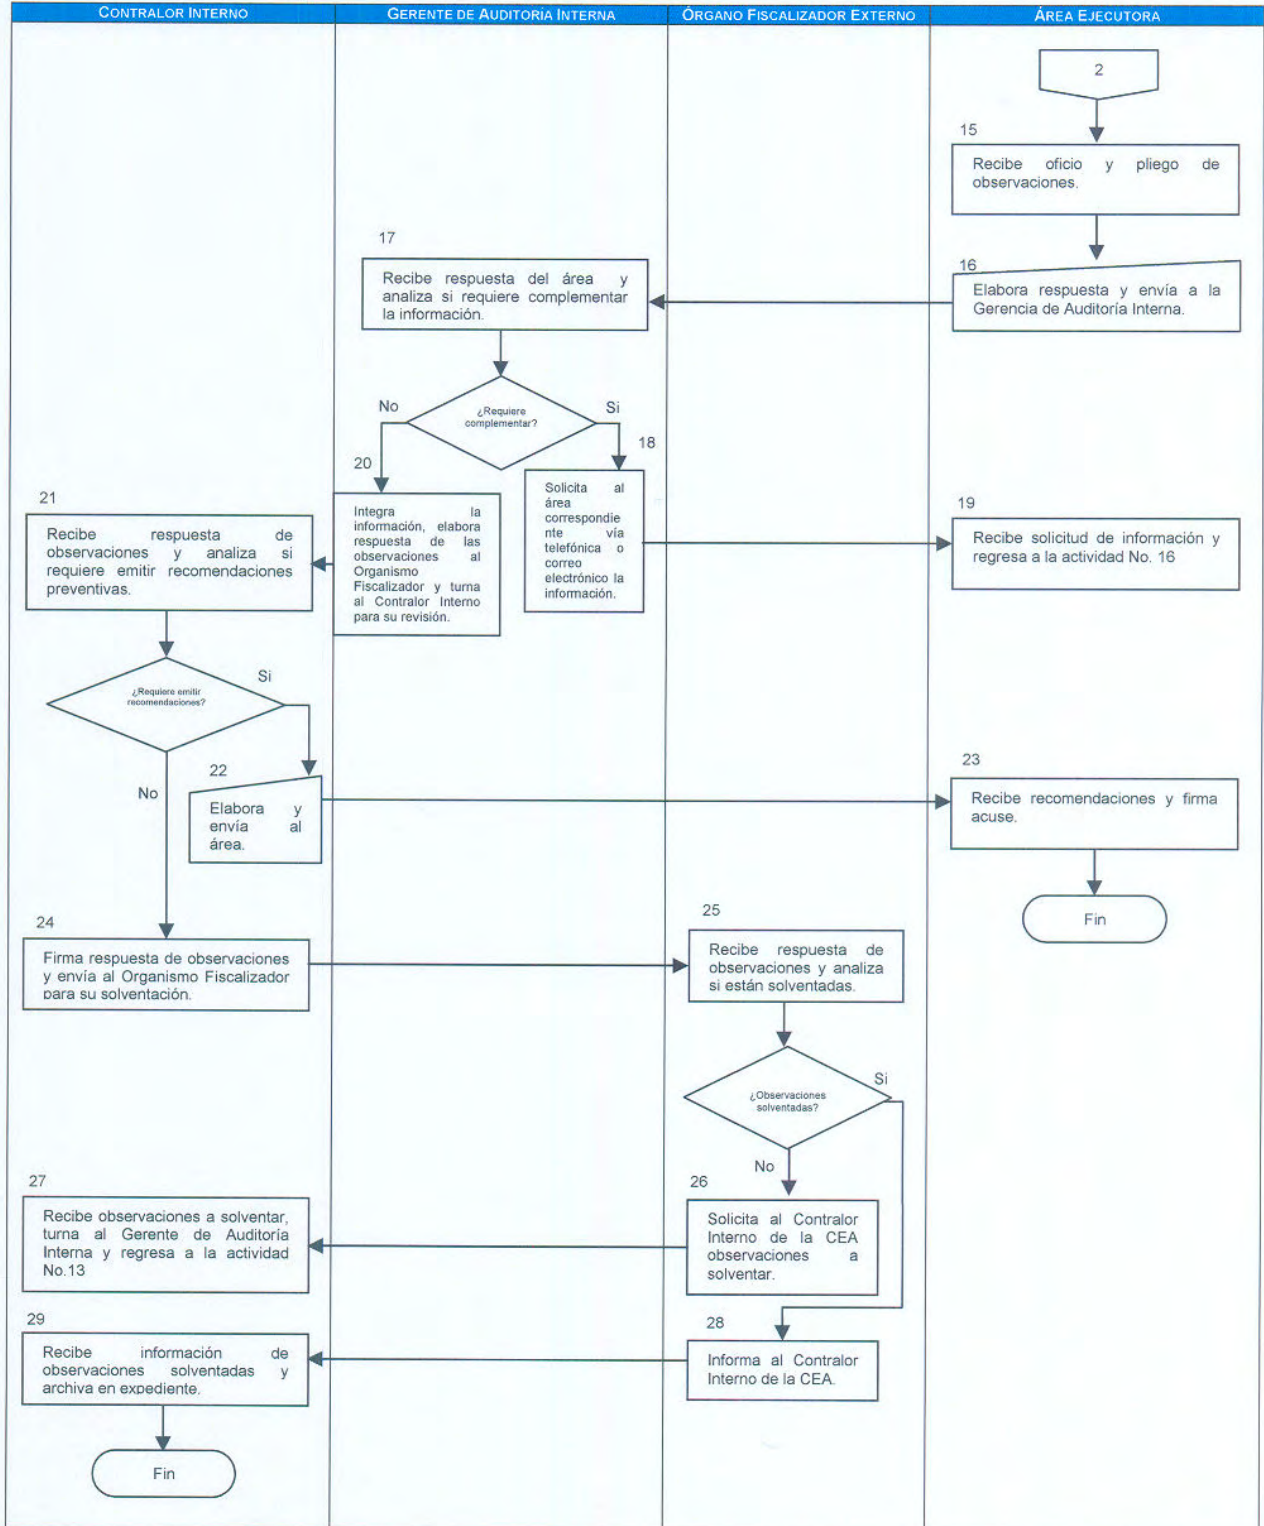 CONTRALOR INTERNO
GERENTE DE AUDITORÍA INTERNA
ÓRGANO FISCALIZADOR EXTERNO
ÁREA EJECUTORA
2
15
Recibe oficio y pliego de
observaciones.
16
Elabora respuesta y envía a la
Gerencia de Auditoría Interna.
17
Recibe respuesta del área y
analiza si requiere complementar
la información.
¿Requiere
complementar?
No
Si
18
Solicita al
área
correspondie
nte vía
telefónica o
correo
electrónico la
información.
19
Recibe solicitud de información y
regresa a la actividad No. 16
20
Integra la
información, elabora
respuesta de las
observaciones al
Organismo
Fiscalizador y turna
al Contralor Interno
para su revisión.
21
Recibe respuesta de
observaciones y analiza si
requiere emitir recomendaciones
preventivas.
¿Requiere emitir
recomendaciones?
Si
No
22
Elabora y
envía al
área.
23
Recibe recomendaciones y firma
acuse.
Fin
24
Firma respuesta de observaciones
y envía al Organismo Fiscalizador
para su solventación.
25
Recibe respuesta de
observaciones y analiza
si están solventadas.
¿Observaciones
solventadas?
Si
No
26
Solicita al Contralor
Interno de la CEA
observaciones a
solventar.
27
Recibe observaciones a solventar,
turna al Gerente de Auditoría
Interna y regresa a la actividad
No.13
28
Informa al Contralor
Interno de la CEA.
29
Recibe información de
observaciones solventadas y
archiva en expediente.
Fin